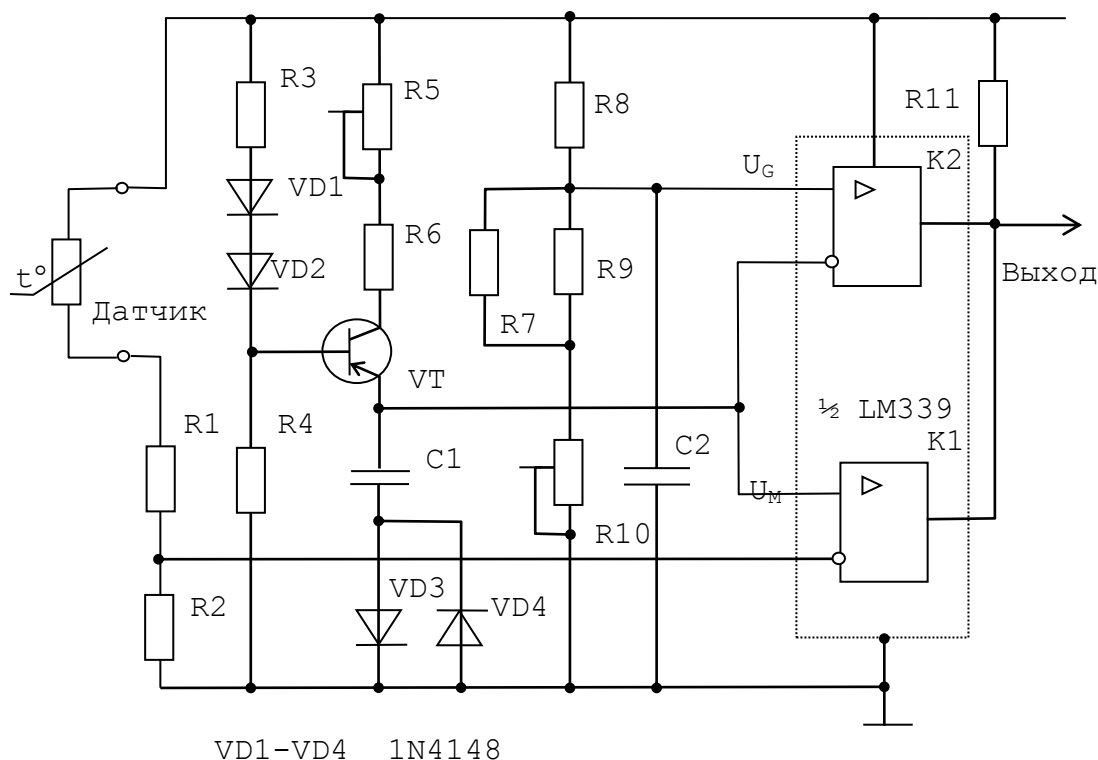 R3
R5
R8
R11
VD1
U_G
K2
R6
t°
VD2
R9
Выход
Датчик
R7
VT
½ LM339
R1
R4
K1
C1
C2
U_M
R10
VD3
R2
VD4
VD1-VD4 1N4148